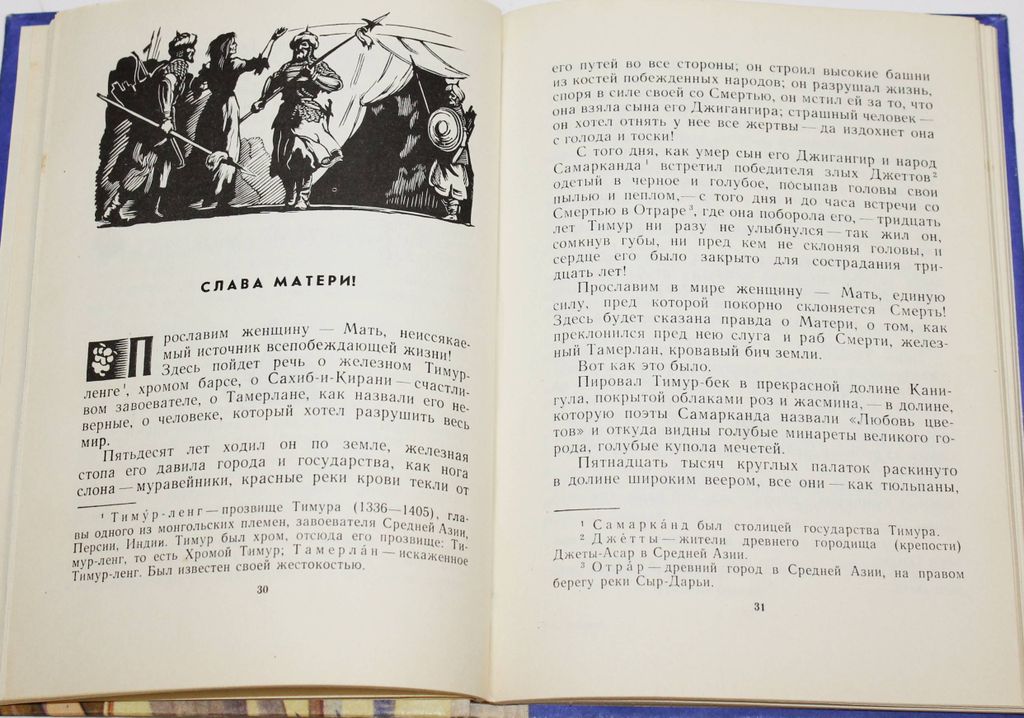 СЛАВА МАТЕРИ!
Прославим женщину — Мать, неиссякае-
мый источник всепобеждающей жизни!
Здесь пойдет речь о железном Тимур-
ленге¹, хромом барсе, о Сахиб-и-Кирани — счастли-
вом завоевателе, о Тамерлане, как назвали его не-
верные, о человеке, который хотел разрушить весь
мир.
Пятьдесят лет ходил он по земле, железная
стопа его давила города и государства, как нога
слона — муравейники, красные реки крови текли от
¹ Тиму́р-ленг — прозвище Тимура (1336—1405), гла-
вы одного из монгольских племен, завоевателя Средней Азии,
Персии, Индии. Тимур был хром, отсюда его прозвище: Ти-
мур-ленг, то есть Хромой Тимур; Тамерла́н — искаженное
Тимур-ленг. Был известен своей жестокостью.
30
его путей во все стороны; он строил высокие башни
из костей побежденных народов; он разрушал жизнь,
споря в силе своей со Смертью, он мстил ей за то, что
она взяла сына его Джигангира; страшный человек —
он хотел отнять у нее все жертвы — да издохнет она
с голода и тоски!
С того дня, как умер сын его Джигангир и народ
Самарканда¹ встретил победителя злых Джеттов²
одетый в черное и голубое, посыпав головы свои
пылью и пеплом,— с того дня и до часа встречи со
Смертью в Отраре³, где она поборола его, — тридцать
лет Тимур ни разу не улыбнулся — так жил он,
сомкнув губы, ни пред кем не склоняя головы, и
сердце его было закрыто для сострадания три-
дцать лет!
Прославим в мире женщину — Мать, единую
силу, пред которой покорно склоняется Смерть!
Здесь будет сказана правда о Матери, о том, как
преклонился пред нею слуга и раб Смерти, желез-
ный Тамерлан, кровавый бич земли.
Вот как это было.
Пировал Тимур-бек в прекрасной долине Кани-
гула, покрытой облаками роз и жасмина, — в долине,
которую поэты Самарканда назвали «Любовь цве-
тов» и откуда видны голубые минареты великого го-
рода, голубые купола мечетей.
Пятнадцать тысяч круглых палаток раскинуто
в долине широким веером, все они — как тюльпаны,
¹ Самарка́нд был столицей государства Тимура.
² Дже́тты — жители древнего городища (крепости)
Джеты-Асар в Средней Азии.
³ Отра́р — древний город в Средней Азии, на правом
берегу реки Сыр-Дарьи.
31